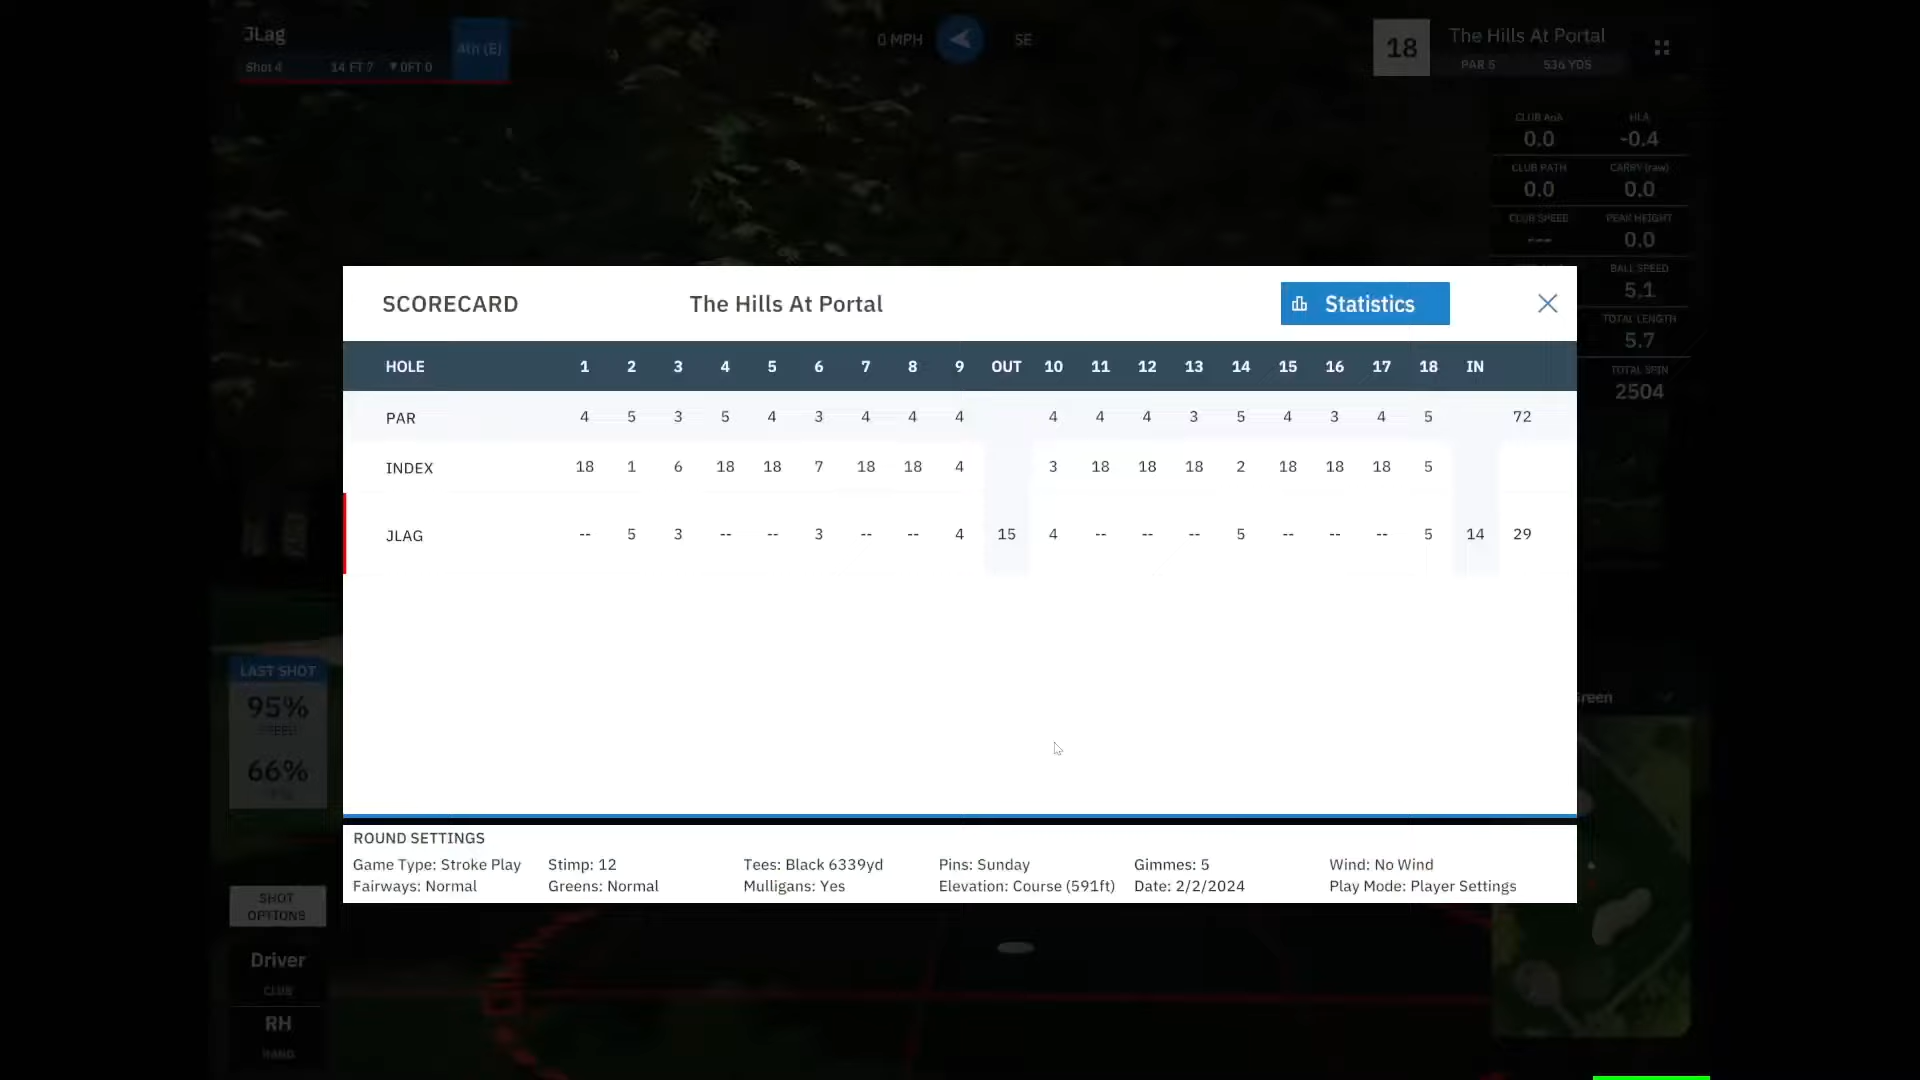 JLag
Shot 4 14 FT 7 ▼0FT 0
4th (E)
0 MPH SE
18 The Hills At Portal
PAR 5 536 YDS
CLUB AoA HLA
0.0 -0.4
CLUB PATH CARRY (raw)
0.0 0.0
CLUB SPEED PEAK HEIGHT
--- 0.0
BALL SPEED
5.1
TOTAL LENGTH
5.7
TOTAL SPIN
2504
SCORECARD The Hills At Portal Statistics
HOLE 1 2 3 4 5 6 7 8 9 OUT 10 11 12 13 14 15 16 17 18 IN
PAR 4 5 3 5 4 3 4 4 4 4 4 4 3 5 4 3 4 5 72
INDEX 18 1 6 18 18 7 18 18 4 3 18 18 18 2 18 18 18 5
JLAG -- 5 3 -- -- 3 -- -- 4 15 4 -- -- -- 5 -- -- -- 5 14 29
LAST SHOT
95%
SPEED
66%
Green
ROUND SETTINGS
Game Type: Stroke Play Stimp: 12 Tees: Black 6339yd Pins: Sunday Gimmes: 5 Wind: No Wind
Fairways: Normal Greens: Normal Mulligans: Yes Elevation: Course (591ft) Date: 2/2/2024 Play Mode: Player Settings
SHOT
OPTIONS
Driver
CLUB
RH
HAND